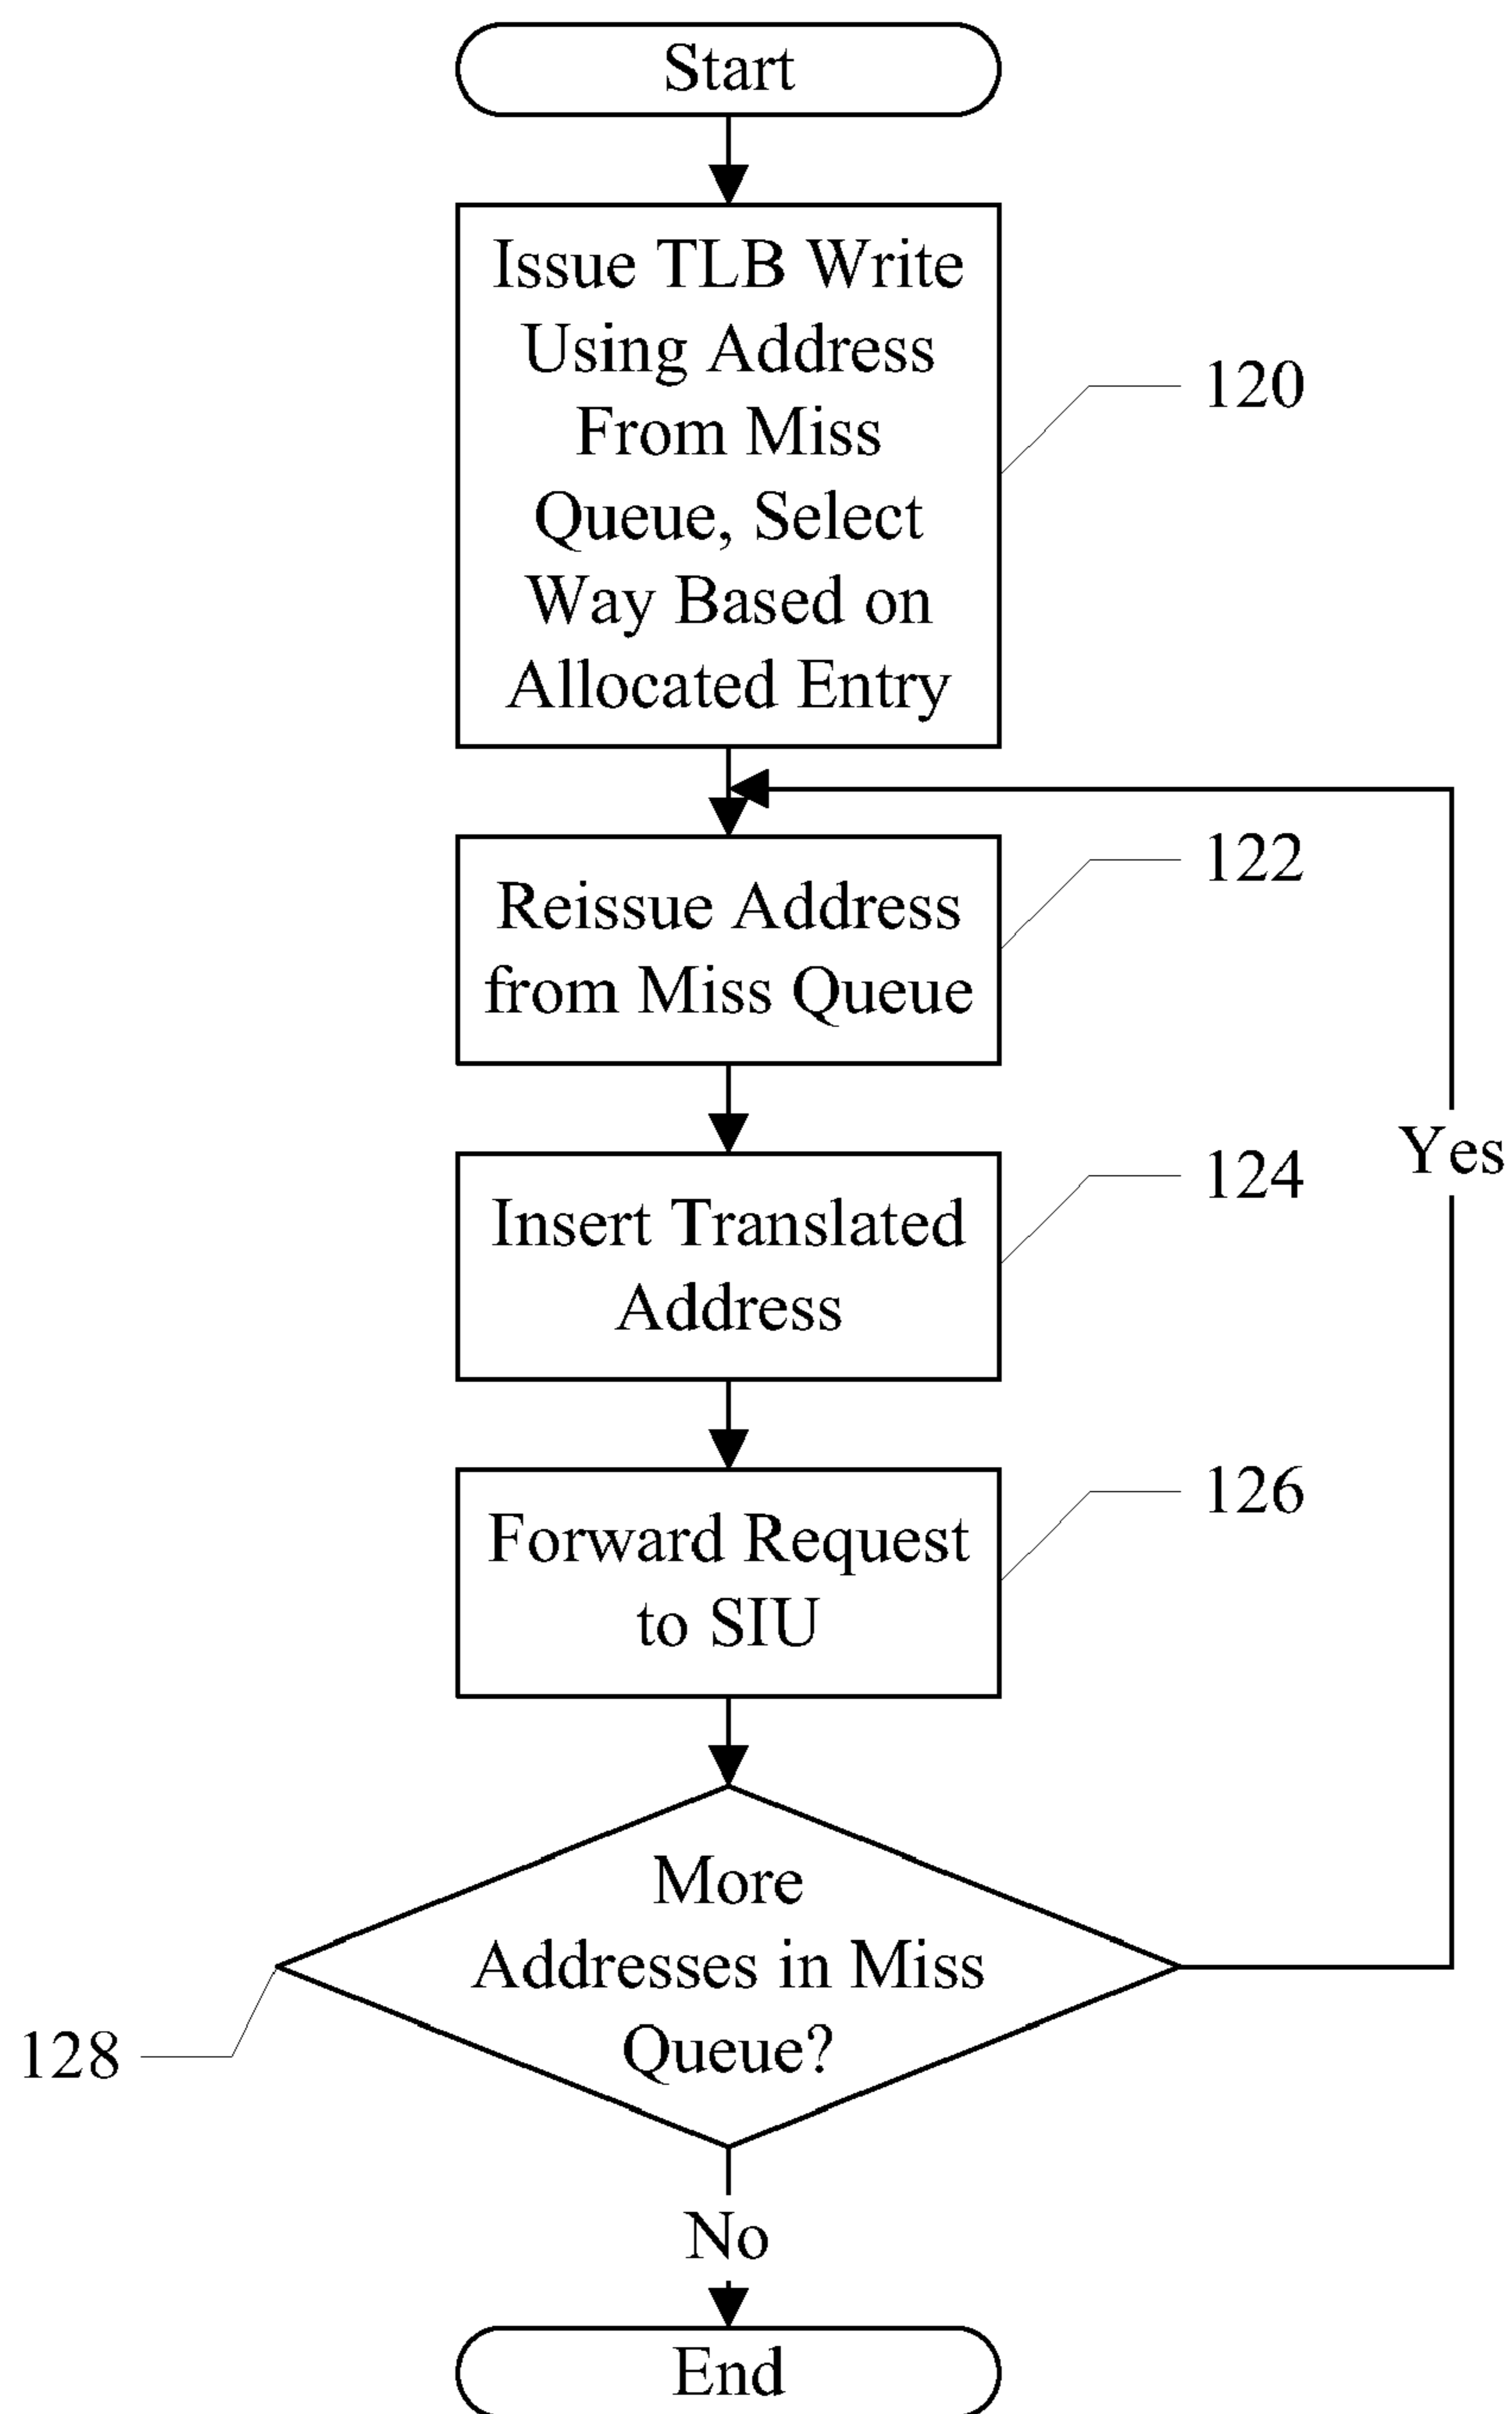 Start
Issue TLB Write
Using Address
From Miss
Queue, Select
Way Based on
Allocated Entry
120
Reissue Address
from Miss Queue
122
Insert Translated
Address
124
Yes
Forward Request
to SIU
126
More
Addresses in Miss
Queue?
128
No
End